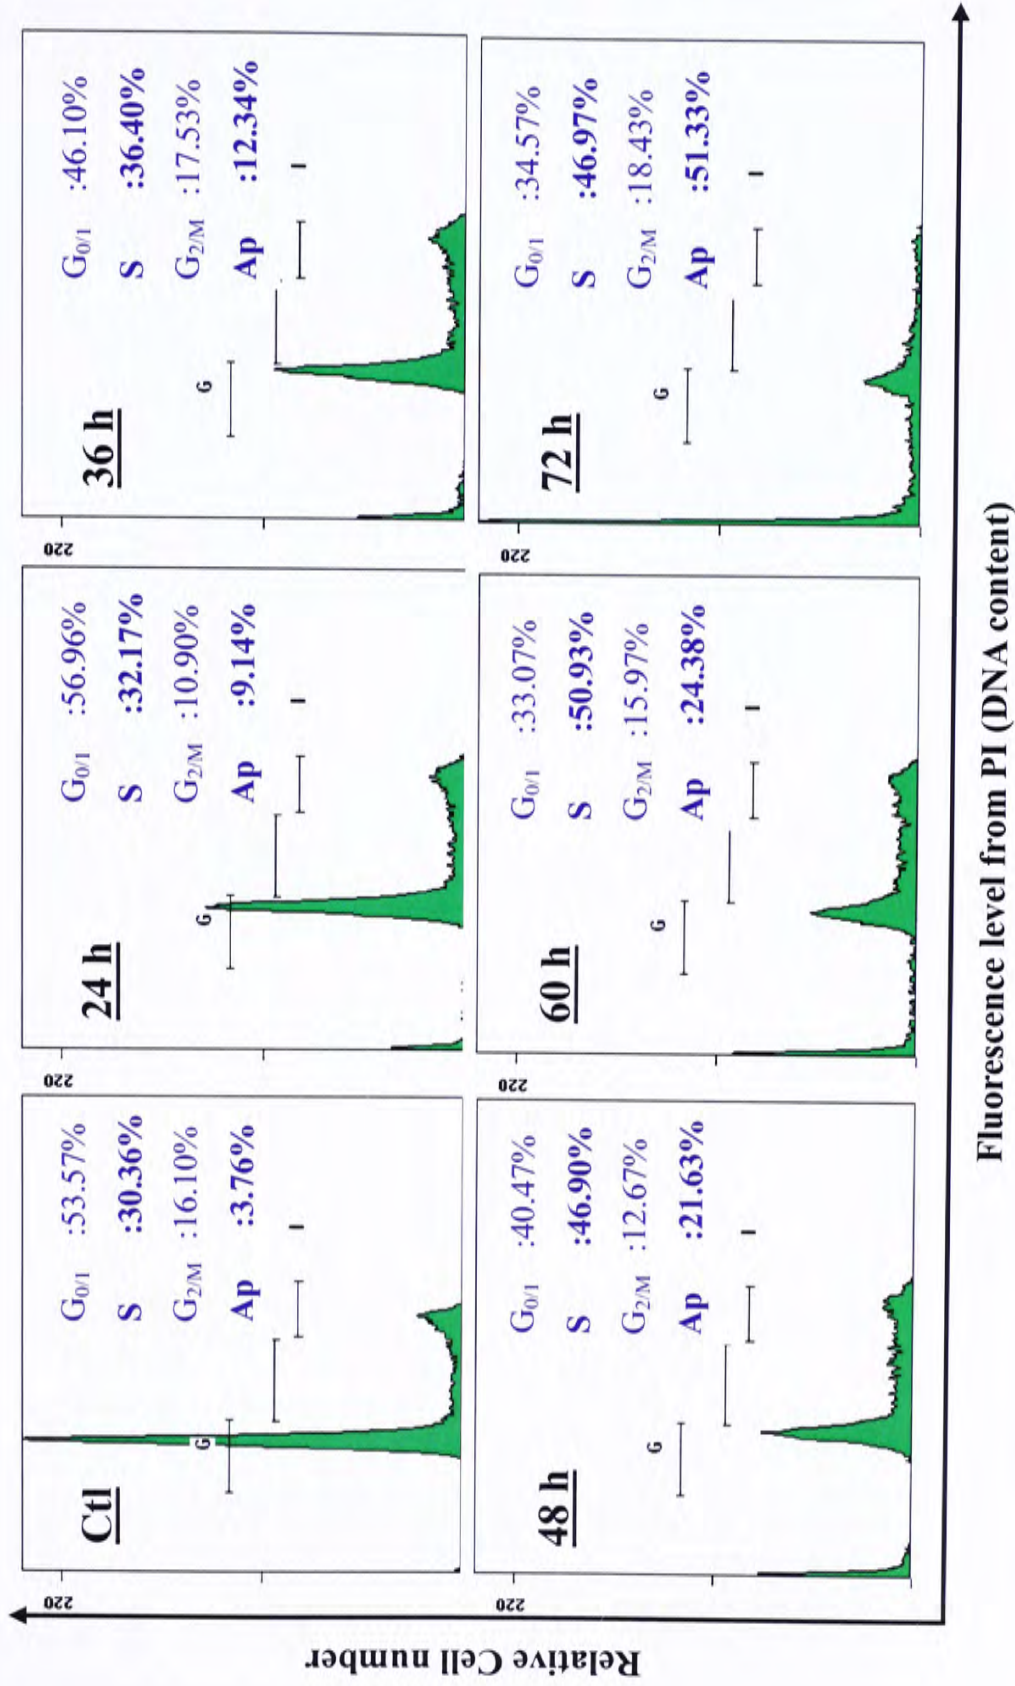 Relative Cell number
Ctl
G0/1 :53.57%
S :30.36%
G2/M :16.10%
Ap :3.76%
G
220
24 h
G0/1 :56.96%
S :32.17%
G2/M :10.90%
Ap :9.14%
G
220
36 h
G0/1 :46.10%
S :36.40%
G2/M :17.53%
Ap :12.34%
G
220
48 h
G0/1 :40.47%
S :46.90%
G2/M :12.67%
Ap :21.63%
G
220
60 h
G0/1 :33.07%
S :50.93%
G2/M :15.97%
Ap :24.38%
G
220
72 h
G0/1 :34.57%
S :46.97%
G2/M :18.43%
Ap :51.33%
G
220
Fluorescence level from PI (DNA content)